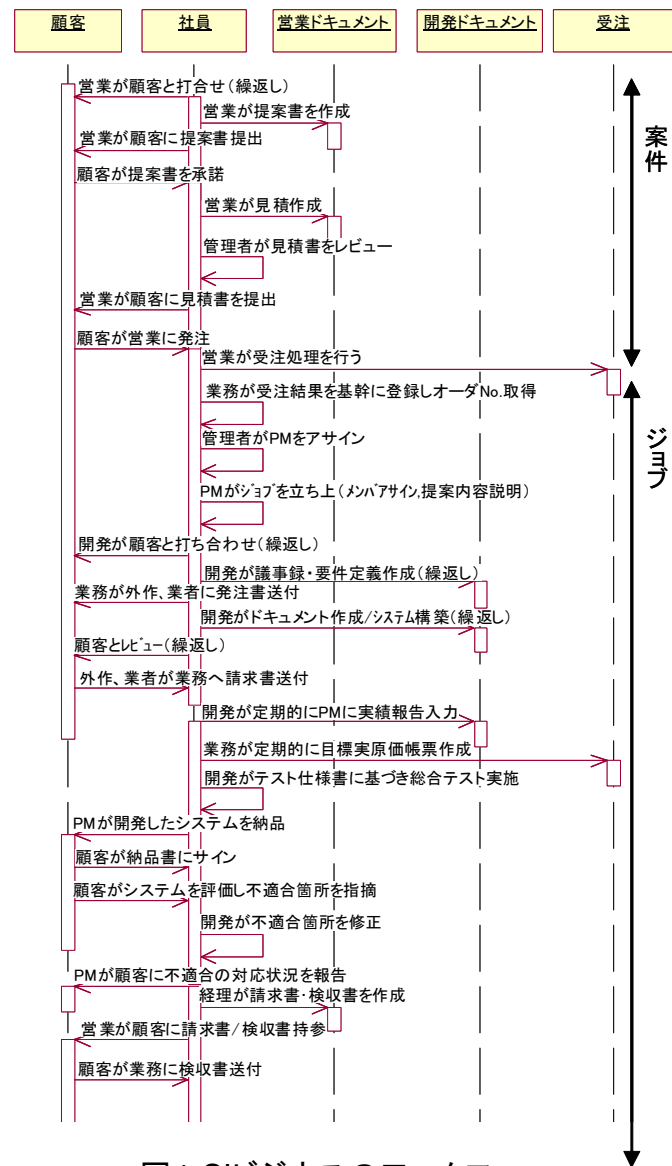 顧客
社員
営業ドキュメント
開発ドキュメント
受注
営業が顧客と打合せ(繰返し)
営業が提案書を作成
営業が顧客に提案書提出
顧客が提案書を承諾
営業が見積作成
管理者が見積書をレビュー
営業が顧客に見積書を提出
顧客が営業に発注
営業が受注処理を行う
業務が受注結果を基幹に登録しオーダNo.取得
管理者がPMをアサイン
PMがジョブを立ち上(メンバアサイン,提案内容説明)
開発が顧客と打ち合わせ(繰返し)
開発が議事録・要件定義作成(繰返し)
業務が外作、業者に発注書送付
開発がドキュメント作成/システム構築(繰返し)
顧客とレビュー(繰返し)
外作、業者が業務へ請求書送付
開発が定期的にPMに実績報告入力
業務が定期的に目標実原価帳票作成
開発がテスト仕様書に基づき総合テスト実施
PMが開発したシステムを納品
顧客が納品書にサイン
顧客がシステムを評価し不適合箇所を指摘
開発が不適合箇所を修正
PMが顧客に不適合の対応状況を報告
経理が請求書・検収書を作成
営業が顧客に請求書/検収書持参
顧客が業務に検収書送付
案件
ジョブ